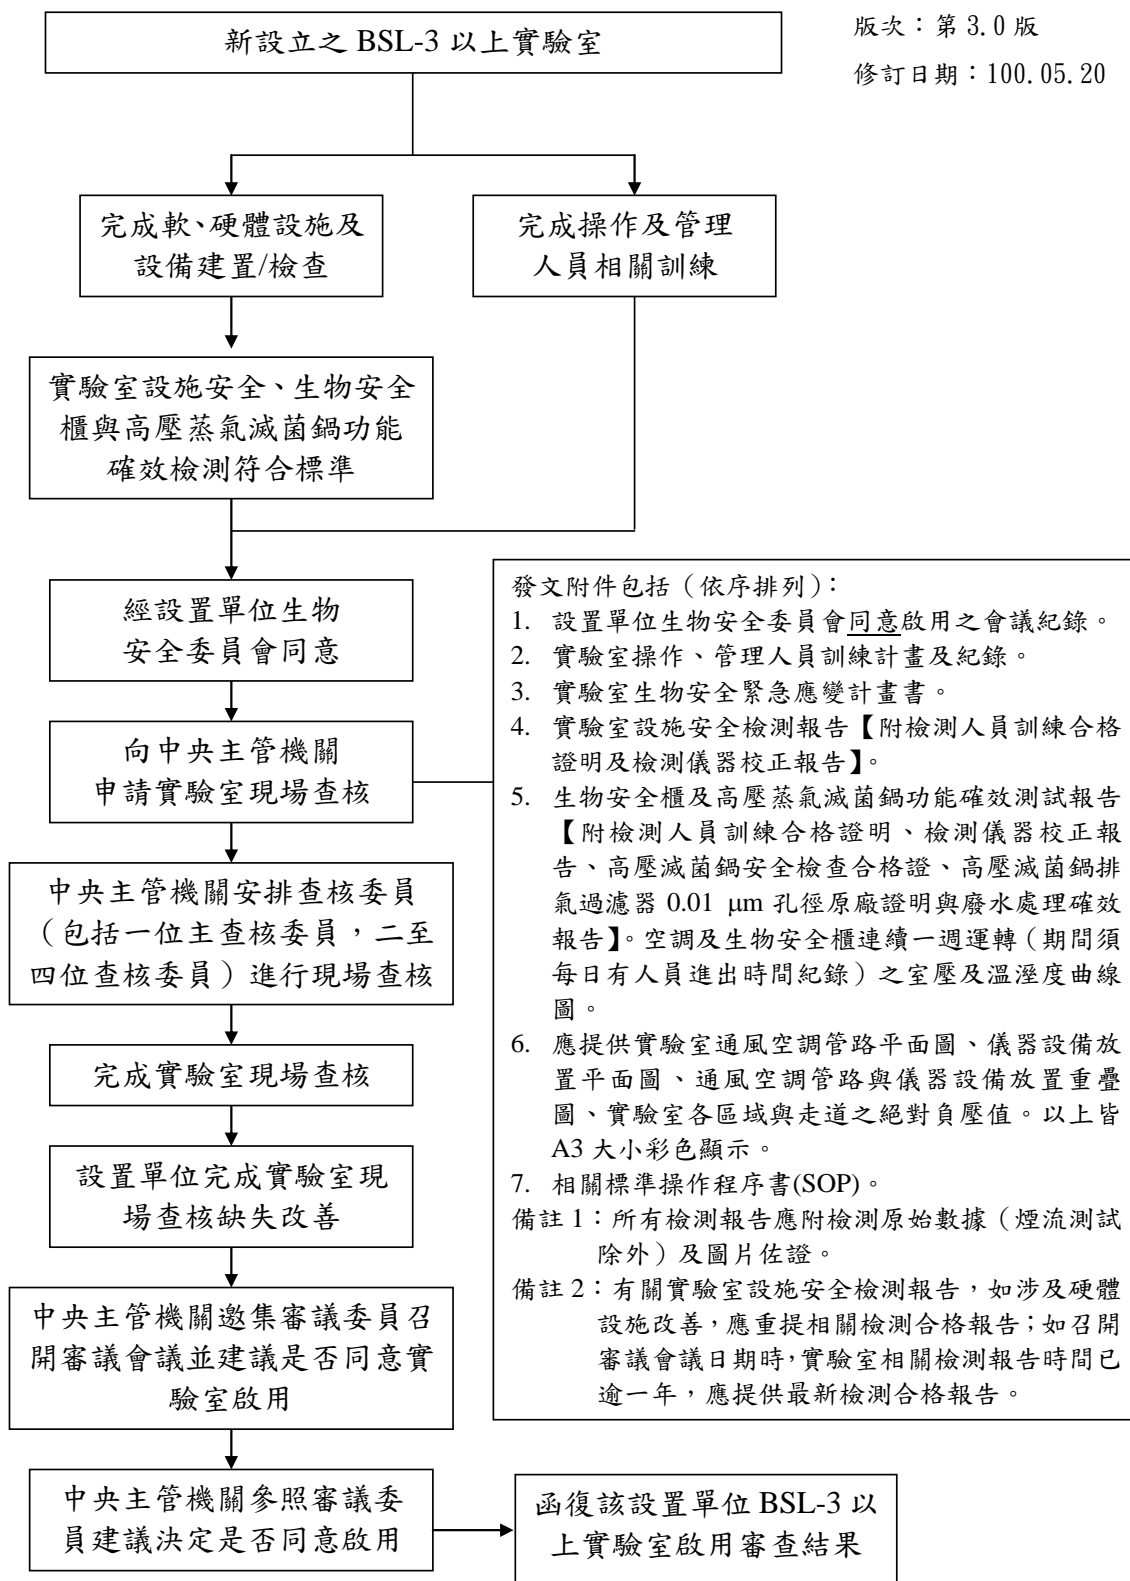 新設立之 BSL-3 以上實驗室
版次：第 3.0 版
修訂日期：100.05.20
完成軟、硬體設施及
設備建置/檢查
完成操作及管理
人員相關訓練
實驗室設施安全、生物安全
櫃與高壓蒸氣滅菌鍋功能
確效檢測符合標準
經設置單位生物
安全委員會同意
向中央主管機關
申請實驗室現場查核
中央主管機關安排查核委員
（包括一位主查核委員，二至
四位查核委員）進行現場查核
完成實驗室現場查核
設置單位完成實驗室現
場查核缺失改善
中央主管機關邀集審議委員召
開審議會議並建議是否同意實
驗室啟用
中央主管機關參照審議委
員建議決定是否同意啟用
函復該設置單位 BSL-3 以
上實驗室啟用審查結果
發文附件包括（依序排列）：
1. 設置單位生物安全委員會同意啟用之會議紀錄。
2. 實驗室操作、管理人員訓練計畫及紀錄。
3. 實驗室生物安全緊急應變計畫書。
4. 實驗室設施安全檢測報告【附檢測人員訓練合格
證明及檢測儀器校正報告】。
5. 生物安全櫃及高壓蒸氣滅菌鍋功能確效測試報告
【附檢測人員訓練合格證明、檢測儀器校正報
告、高壓滅菌鍋安全檢查合格證、高壓滅菌鍋排
氣過濾器 0.01 μm 孔徑原廠證明與廢水處理確效
報告】。空調及生物安全櫃連續一週運轉（期間須
每日有人員進出時間紀錄）之室壓及溫溼度曲線
圖。
6. 應提供實驗室通風空調管路平面圖、儀器設備放
置平面圖、通風空調管路與儀器設備放置重疊
圖、實驗室各區域與走道之絕對負壓值。以上皆
A3 大小彩色顯示。
7. 相關標準操作程序書(SOP)。
備註 1：所有檢測報告應附檢測原始數據（煙流測試
除外）及圖片佐證。
備註 2：有關實驗室設施安全檢測報告，如涉及硬體
設施改善，應重提相關檢測合格報告；如召開
審議會議日期時，實驗室相關檢測報告時間已
逾一年，應提供最新檢測合格報告。